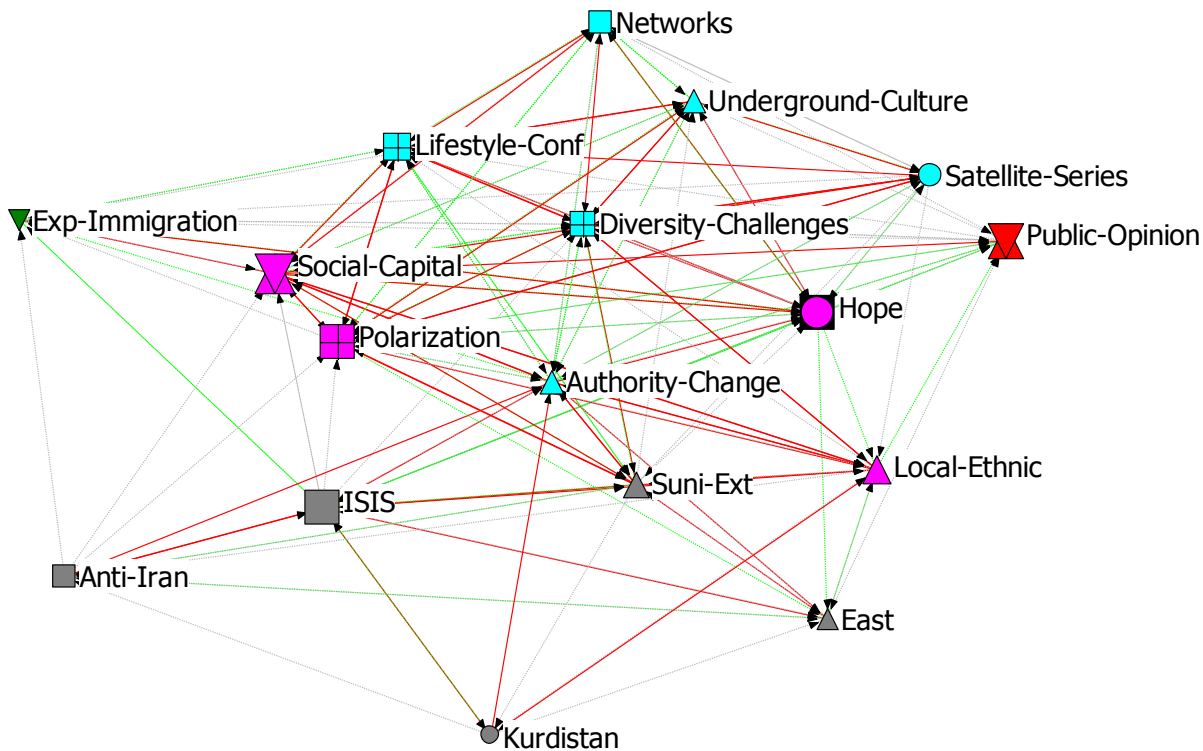 Networks
Underground-Culture
Lifestyle-Conf
Satellite-Series
Exp-Immigration
Diversity-Challenges
Public-Opinion
Social-Capital
Hope
Polarization
Authority-Change
Local-Ethnic
Suni-Ext
ISIS
Anti-Iran
East
Kurdistan